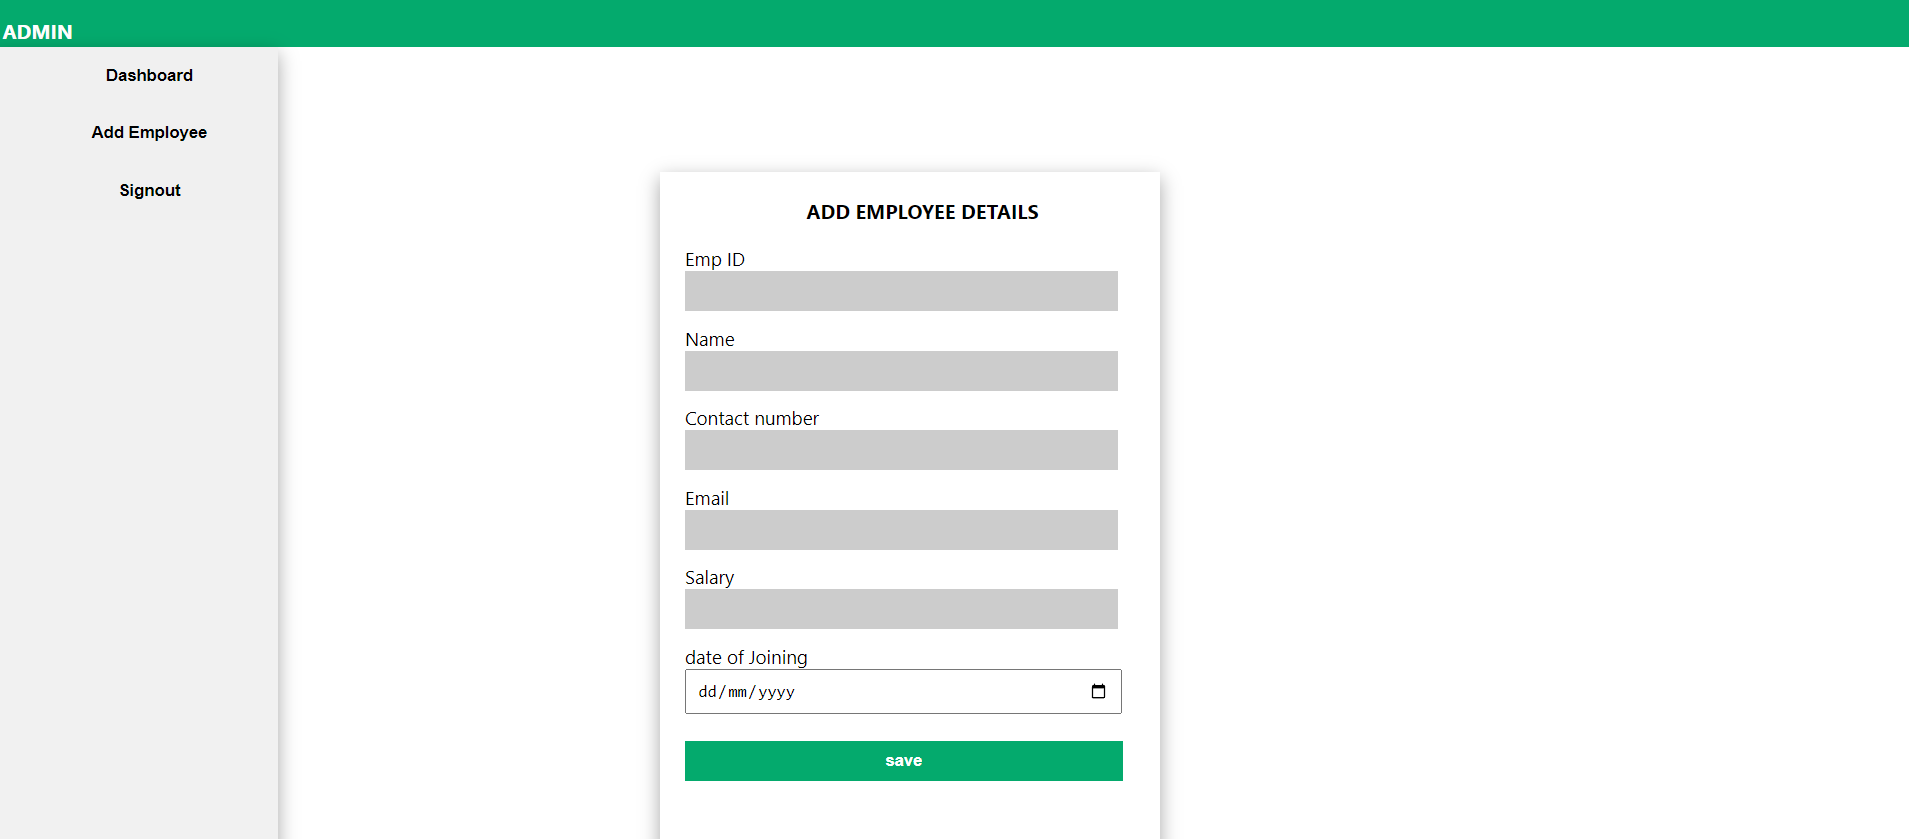 ADMIN
Dashboard
Add Employee
Signout
ADD EMPLOYEE DETAILS
Emp ID
Name
Contact number
Email
Salary
date of Joining
dd/mm/yyyy
save